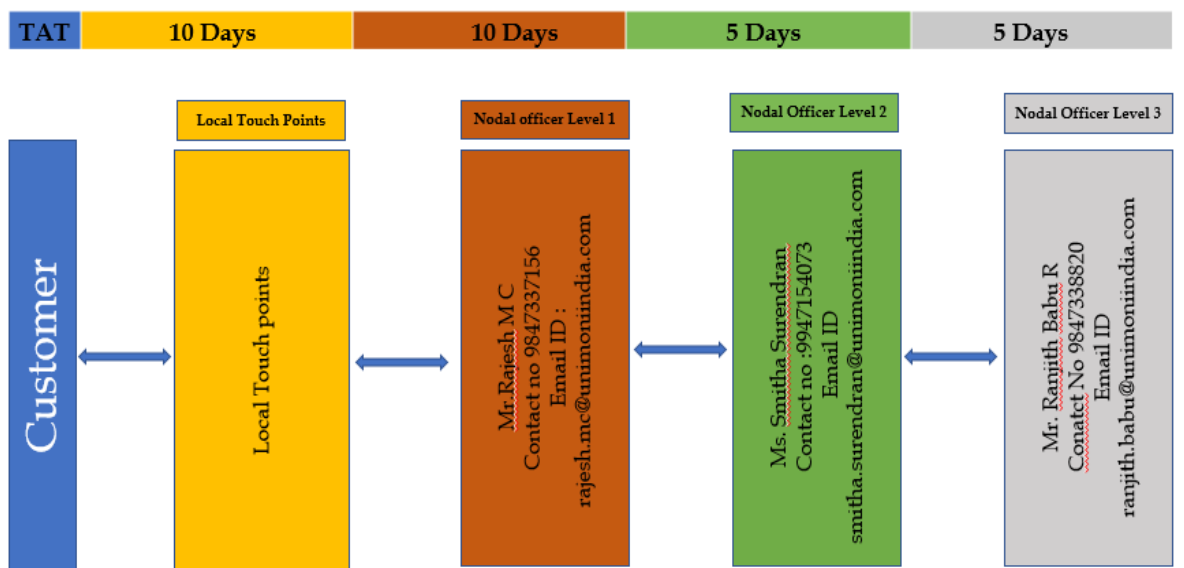 TAT
10 Days
10 Days
5 Days
5 Days
Local Touch Points
Nodal officer Level 1
Nodal Officer Level 2
Nodal Officer Level 3
Customer
Local Touch points
Mr.Rajesh M C
Contact no 9847337156
Email ID :
rajesh.mc@unimoniindia.com
Ms. Smitha Surendran
Contact no :9947154073
Email ID
smitha.surendran@unimoniindia.com
Mr. Ranjith Babu R
Conatct No 9847338820
Email ID
ranjith.babu@unimoniindia.com